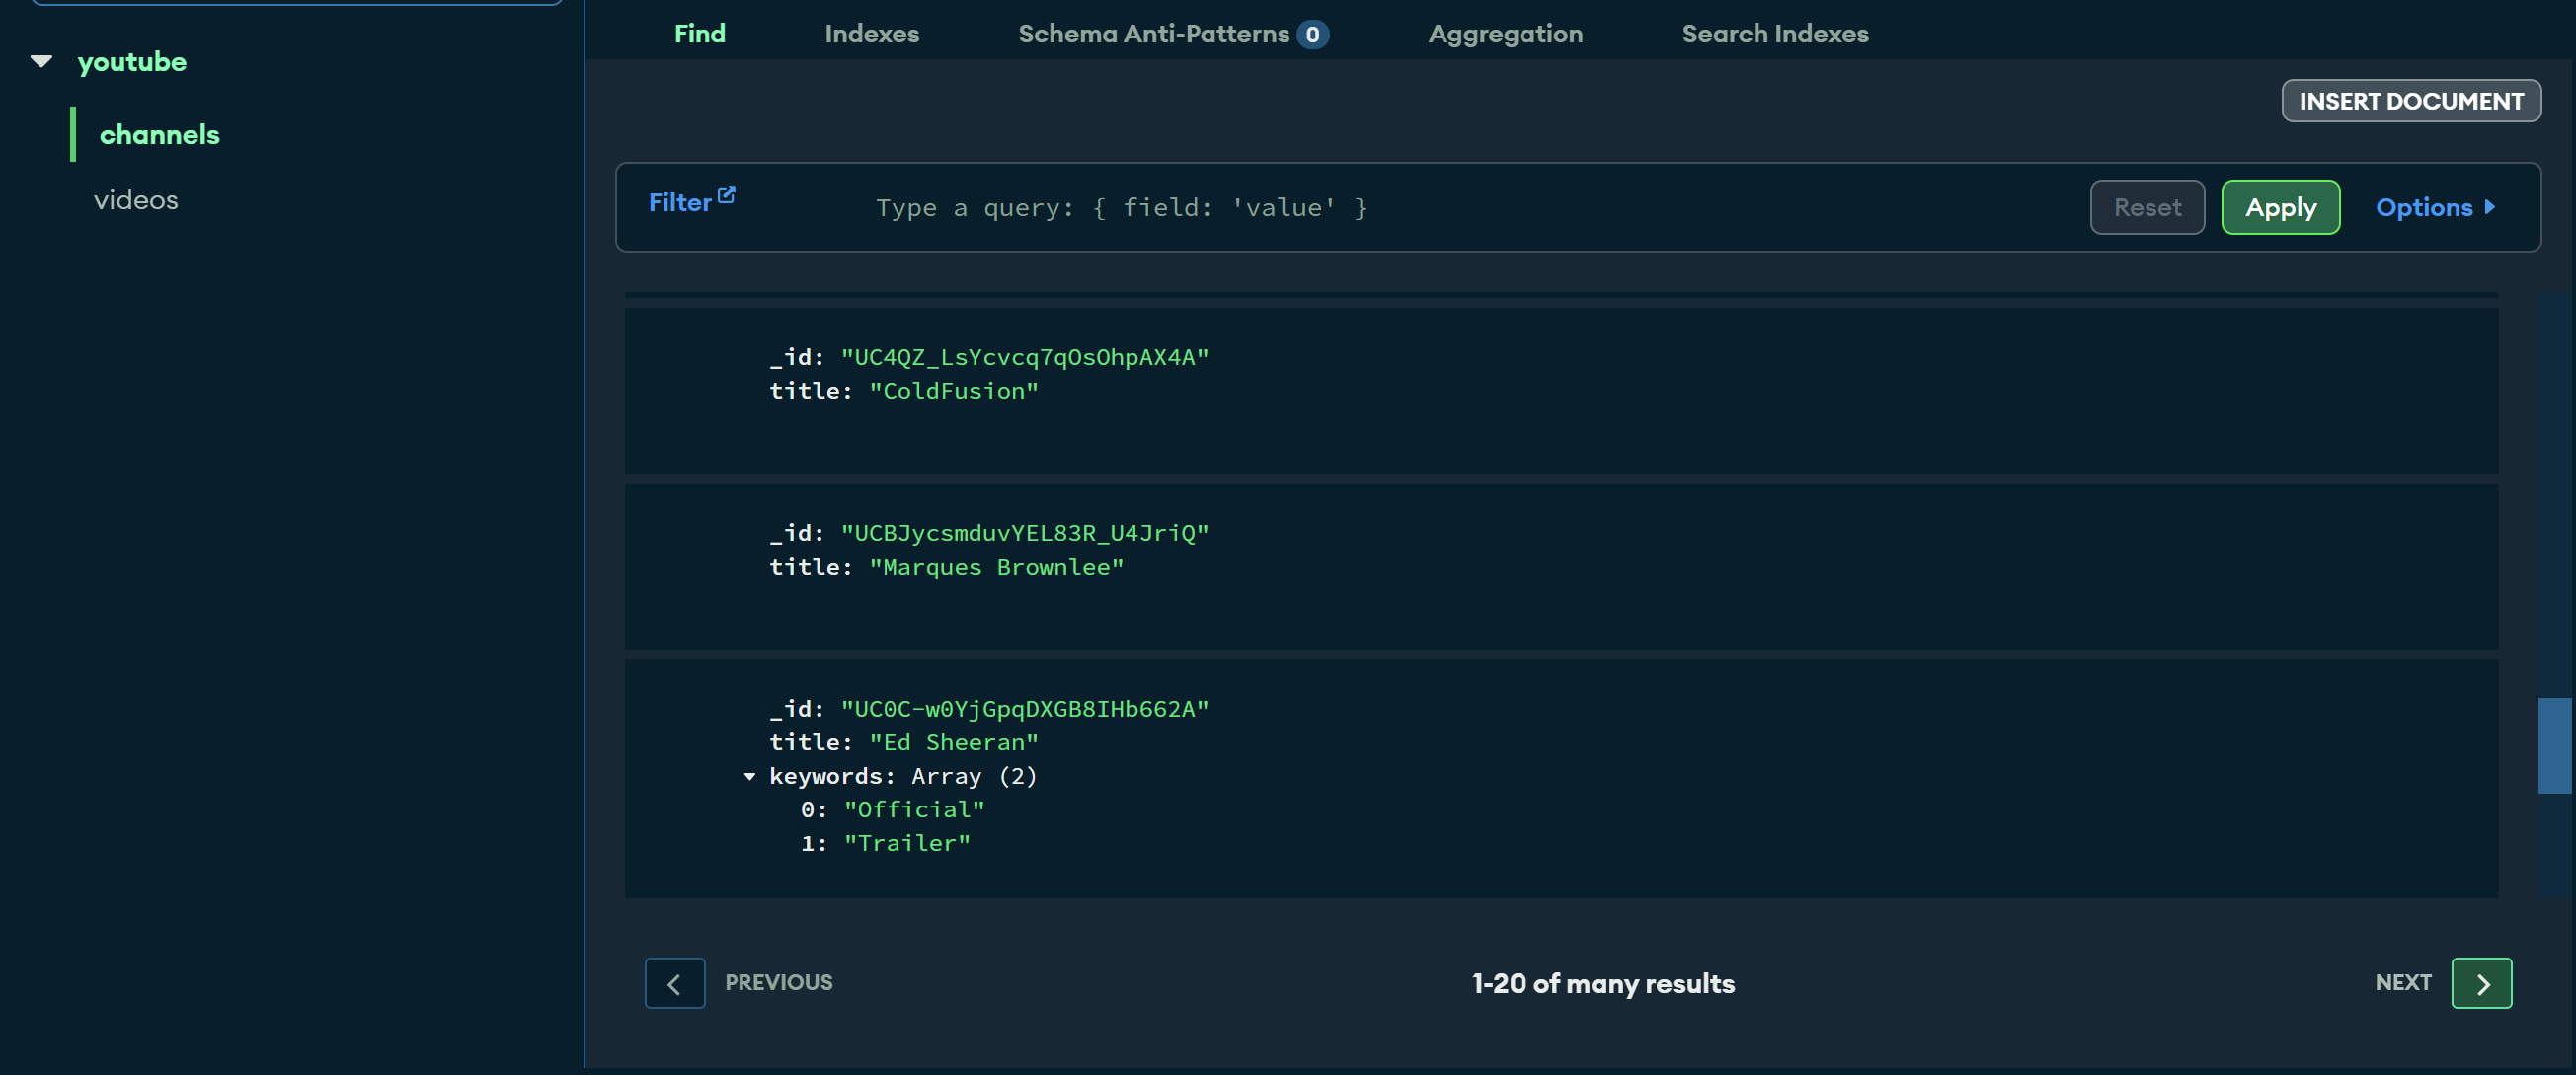 youtube
channels
videos
Find Indexes Schema Anti-Patterns 0 Aggregation Search Indexes
INSERT DOCUMENT
Filter Type a query: { field: 'value' } Reset Apply Options
_id: "UC4QZ_LsYcvcq7qOsOhpAX4A"
title: "ColdFusion"
_id: "UCBJycsmduvYEL83R_U4JriQ"
title: "Marques Brownlee"
_id: "UC0C-w0YjGpqDXGB8IHb662A"
title: "Ed Sheeran"
keywords: Array (2)
0: "Official"
1: "Trailer"
PREVIOUS 1-20 of many results NEXT